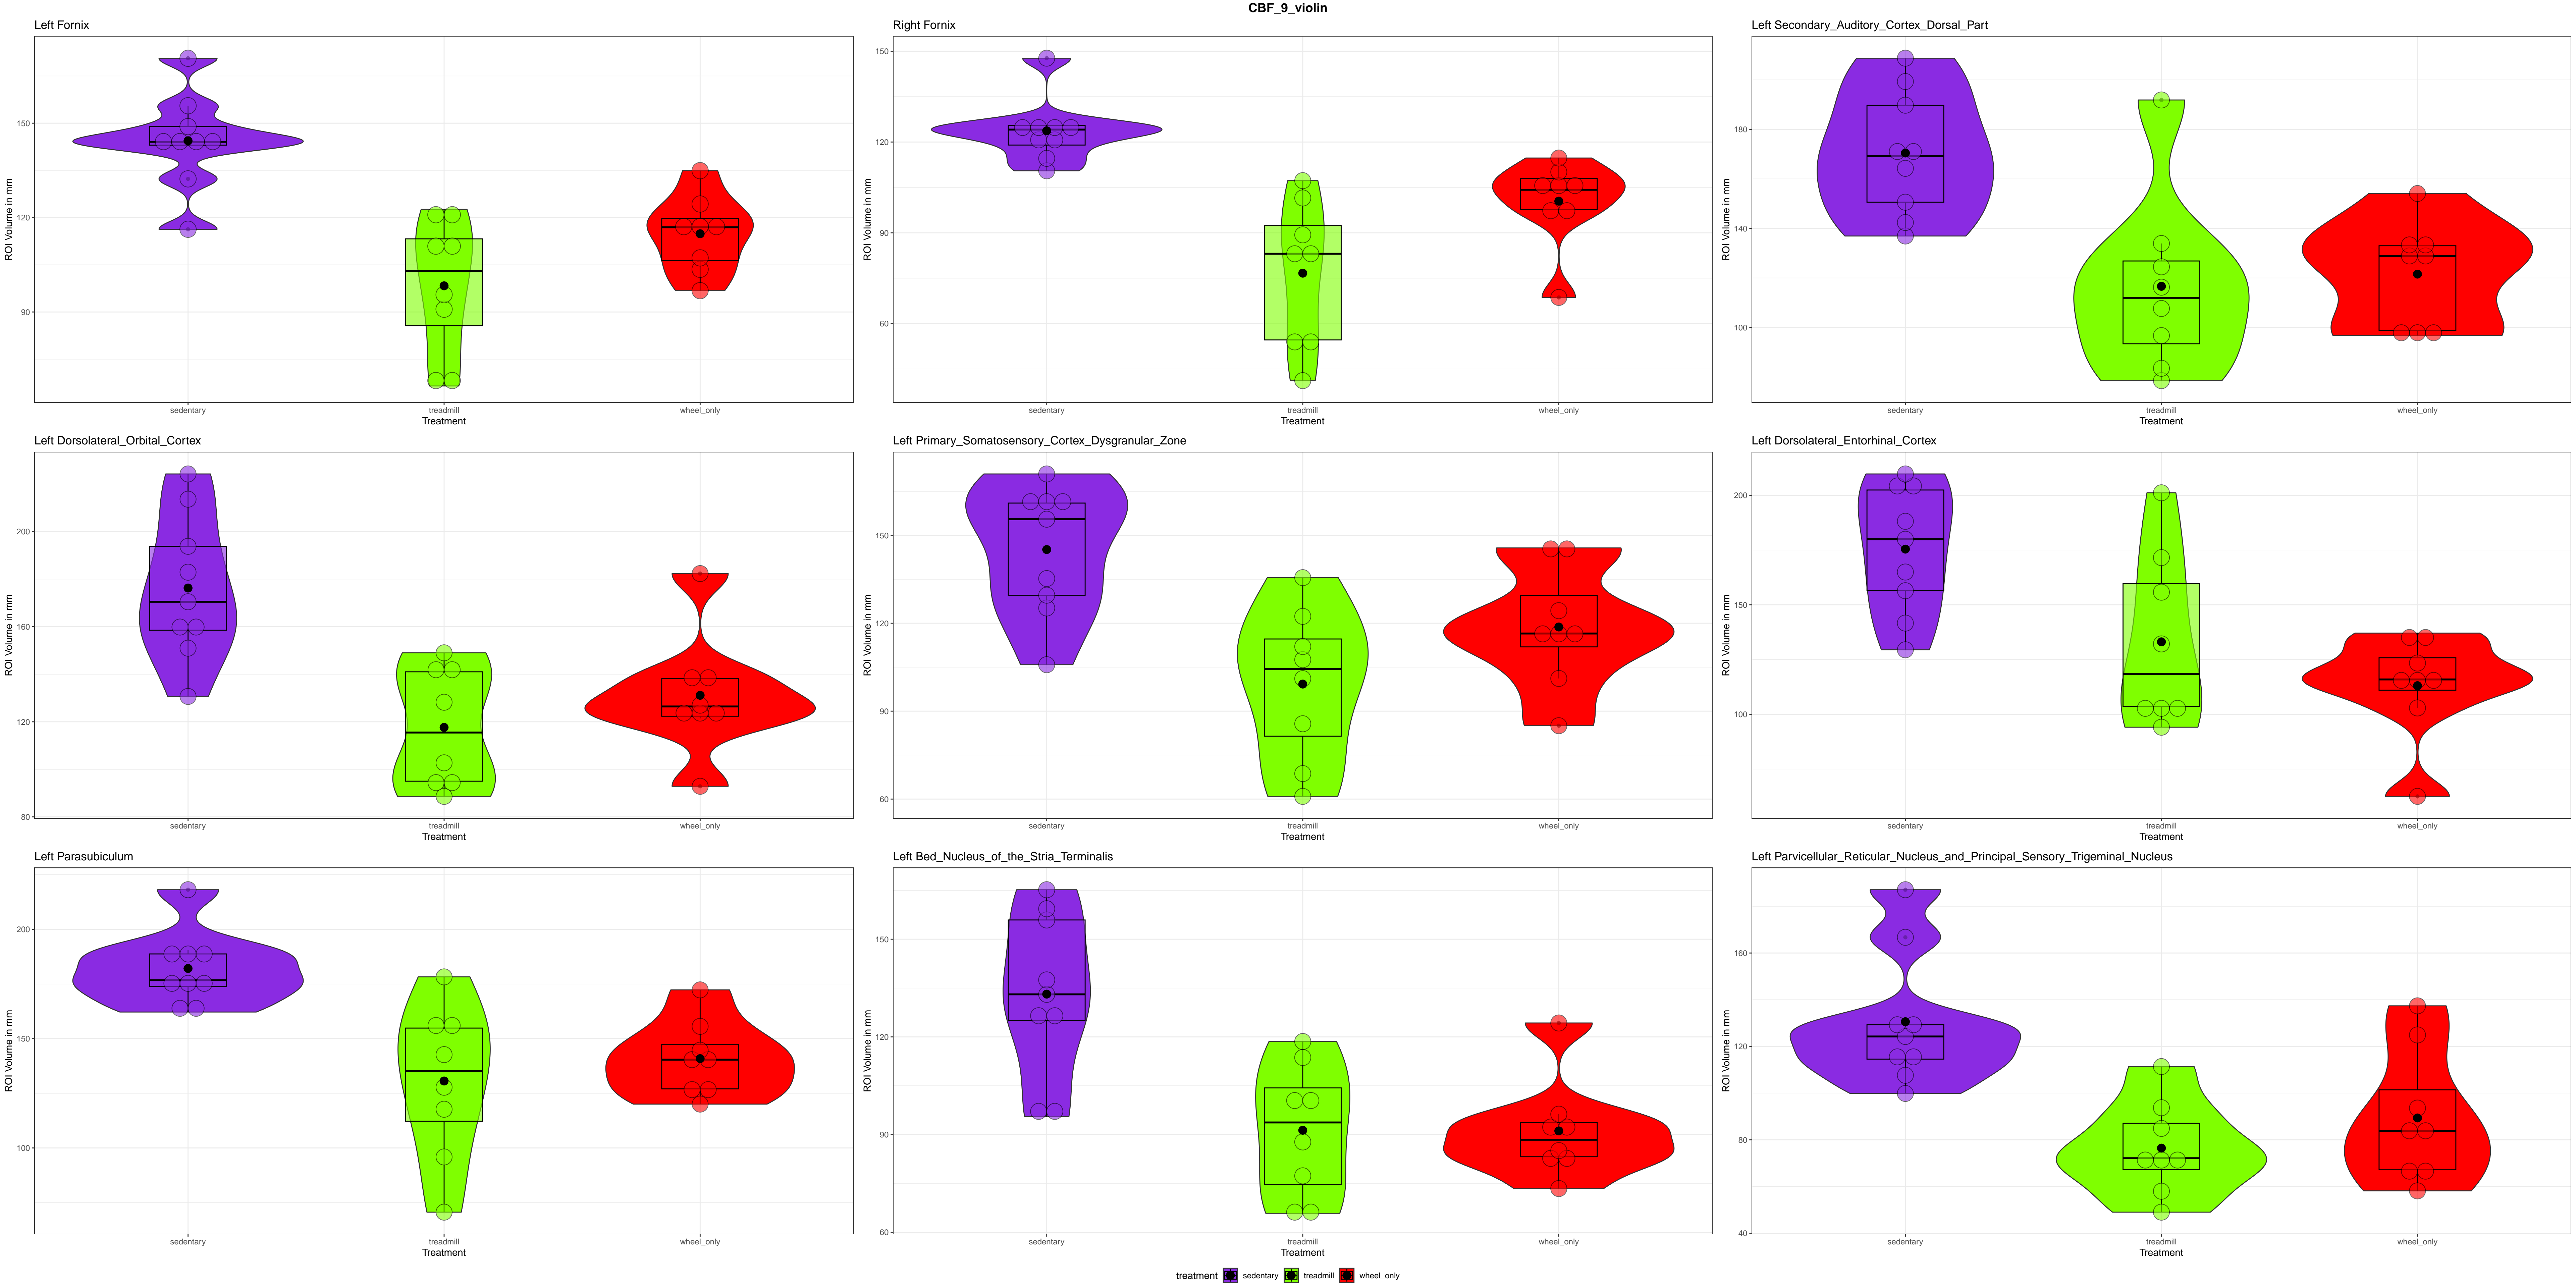 CBF_9_violin
Left Fornix
ROI Volume in mm
150
120
90
sedentary
treadmill
wheel_only
Treatment
Right Fornix
ROI Volume in mm
150
120
90
60
sedentary
treadmill
wheel_only
Treatment
Left Secondary_Auditory_Cortex_Dorsal_Part
ROI Volume in mm
180
140
100
sedentary
treadmill
wheel_only
Treatment
Left Dorsolateral_Orbital_Cortex
ROI Volume in mm
200
160
120
80
sedentary
treadmill
wheel_only
Treatment
Left Primary_Somatosensory_Cortex_Dysgranular_Zone
ROI Volume in mm
150
120
90
60
sedentary
treadmill
wheel_only
Treatment
Left Dorsolateral_Entorhinal_Cortex
ROI Volume in mm
200
150
100
sedentary
treadmill
wheel_only
Treatment
Left Parasubiculum
ROI Volume in mm
200
150
100
sedentary
treadmill
wheel_only
Treatment
Left Bed_Nucleus_of_the_Stria_Terminalis
ROI Volume in mm
150
120
90
60
sedentary
treadmill
wheel_only
Treatment
Left Parvicellular_Reticular_Nucleus_and_Principal_Sensory_Trigeminal_Nucleus
ROI Volume in mm
160
120
80
40
sedentary
treadmill
wheel_only
Treatment
treatment sedentary treadmill wheel_only